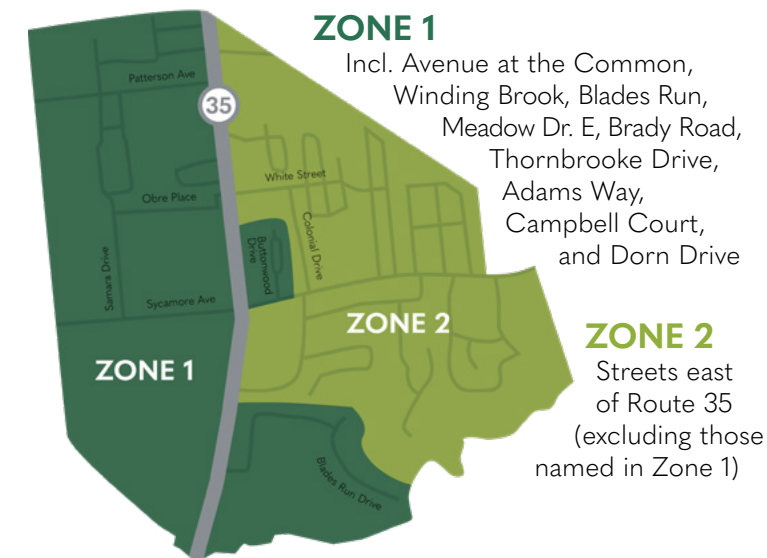 ZONE 1
Incl. Avenue at the Common,
Winding Brook, Blades Run,
Meadow Dr. E, Brady Road,
Thornbrooke Drive,
Adams Way,
Campbell Court,
and Dorn Drive
Patterson Ave
35
White Street
Obre Place
Colonial Drive
Buttonwood
Drive
Samara Drive
Sycamore Ave
ZONE 2
ZONE 1
Blades Run Drive
ZONE 2
Streets east
of Route 35
(excluding those
named in Zone 1)